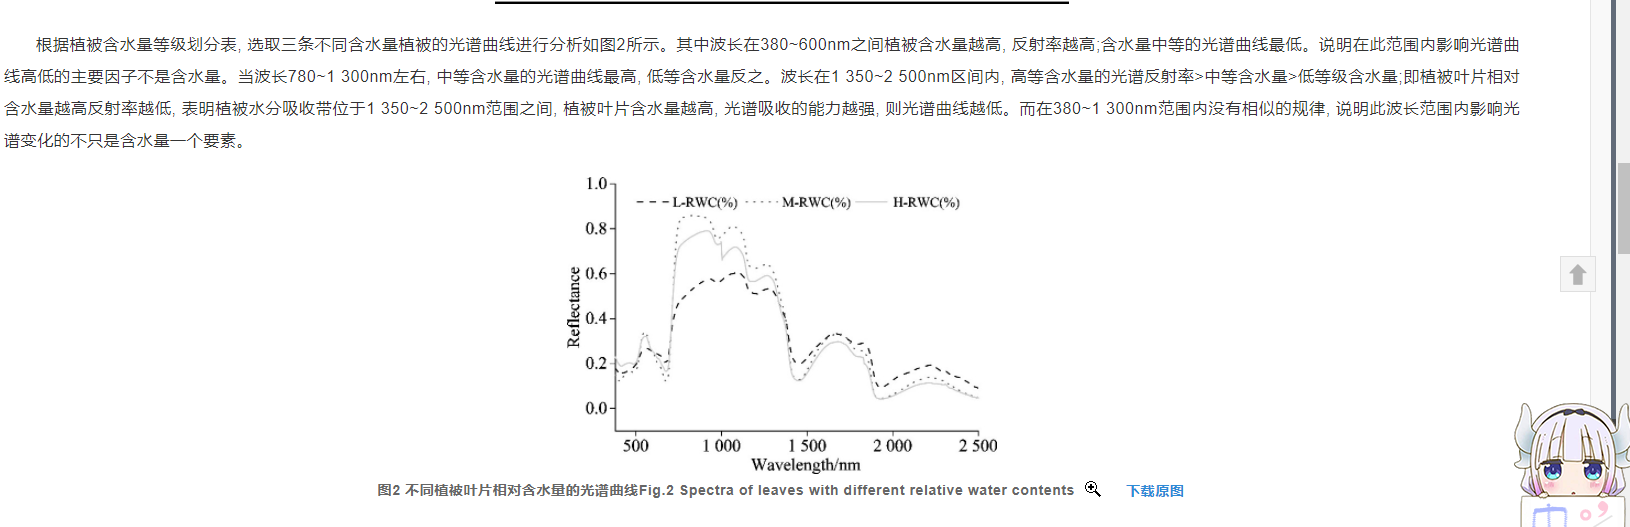 根据植被含水量等级划分表, 选取三条不同含水量植被的光谱曲线进行分析如图2所示。其中波长在380~600nm之间植被含水量越高, 反射率越高;含水量中等的光谱曲线最低。说明在此范围内影响光谱曲
线高低的主要因子不是含水量。当波长780~1 300nm左右, 中等含水量的光谱曲线最高, 低等含水量反之。波长在1 350~2 500nm区间内, 高等含水量的光谱反射率>中等含水量>低等级含水量;即植被叶片相对
含水量越高反射率越低, 表明植被水分吸收带位于1 350~2 500nm范围之间, 植被叶片含水量越高, 光谱吸收的能力越强, 则光谱曲线越低。而在380~1 300nm范围内没有相似的规律, 说明此波长范围内影响光
谱变化的不只是含水量一个要素。
1.0
L-RWC(%) M-RWC(%) H-RWC(%)
0.8
0.6
0.4
0.2
0.0
Reflectance
500 1 000 1 500 2 000 2 500
Wavelength/nm
图2 不同植被叶片相对含水量的光谱曲线Fig.2 Spectra of leaves with different relative water contents 下载原图
中